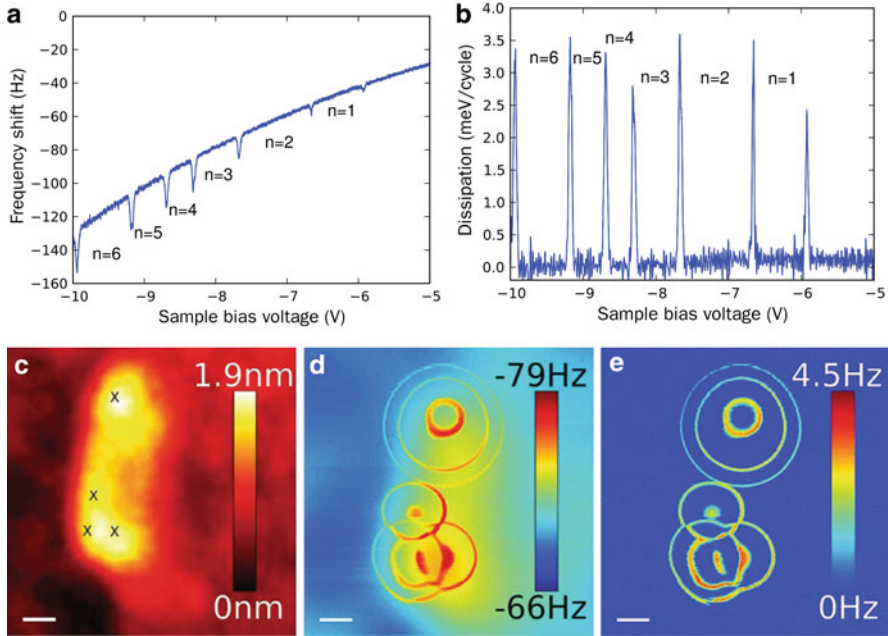 a
0
−20
−40
−60
−80
−100
−120
−140
−160
Frequency shift (Hz)
n=1
n=2
n=3
n=4
n=5
n=6
−10
−9
−8
−7
−6
−5
Sample bias voltage (V)
b
4.0
3.5
3.0
2.5
2.0
1.5
1.0
0.5
0.0
Dissipation (meV/cycle)
n=6
n=5
n=4
n=3
n=2
n=1
-10
-9
-8
-7
-6
-5
Sample bias voltage (V)
c
1.9nm
x
x
x x
0nm
d
-79Hz
-66Hz
e
4.5Hz
0Hz